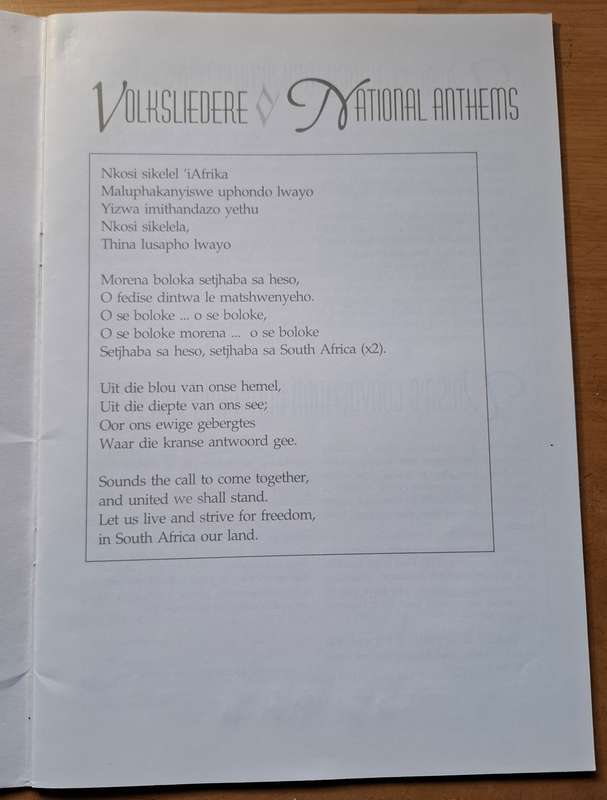 VOLKSLIEDERE ◊ NATIONAL ANTHEMS
Nkosi sikelel 'iAfrika
Maluphakanyiswe uphondo lwayo
Yizwa imithandazo yethu
Nkosi sikelela,
Thina lusapho lwayo
Morena boloka setjhaba sa heso,
O fedise dintwa le matshwenyeho.
O se boloke ... o se boloke,
O se boloke morena ... o se boloke
Setjhaba sa heso, setjhaba sa South Africa (x2).
Uit die blou van onse hemel,
Uit die diepte van ons see;
Oor ons ewige gebergtes
Waar die kranse antwoord gee.
Sounds the call to come together,
and united we shall stand.
Let us live and strive for freedom,
in South Africa our land.